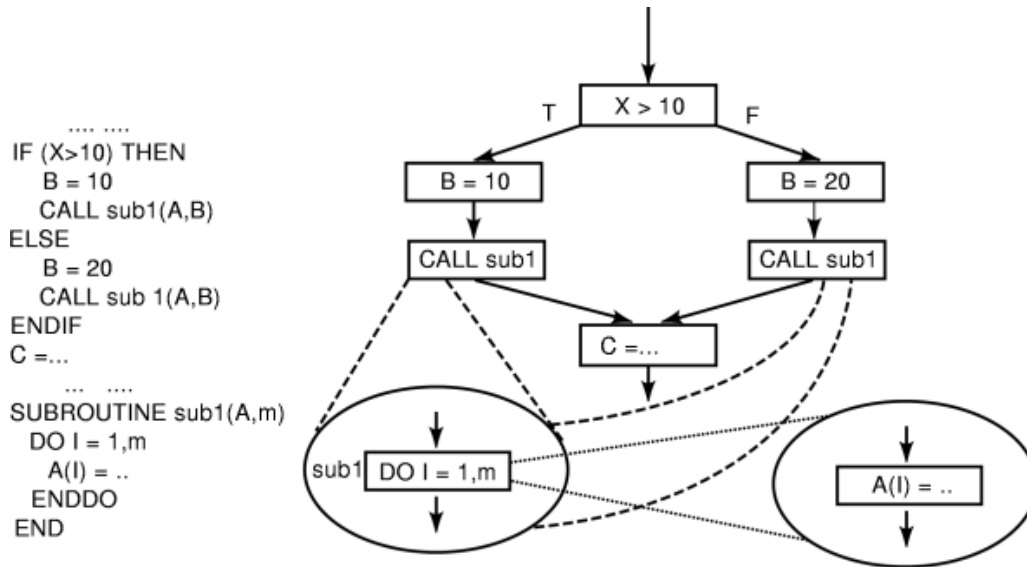 .... ....
IF (X>10) THEN
B = 10
CALL sub1(A,B)
ELSE
B = 20
CALL sub 1(A,B)
ENDIF
C =...
... ....
SUBROUTINE sub1(A,m)
DO I = 1,m
A(I) = ..
ENDDO
END
X > 10
T
F
B = 10
B = 20
CALL sub1
CALL sub1
C =...
sub1
DO I = 1,m
A(I) = ..